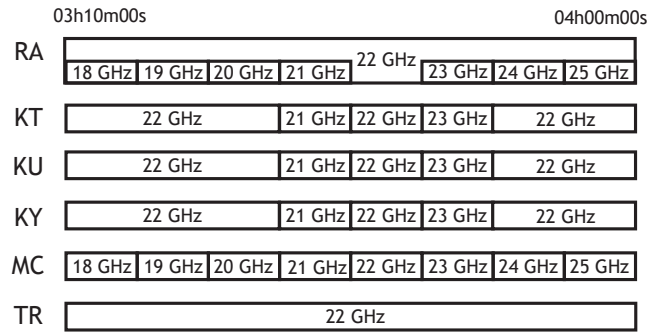 03h10m00s 04h00m00s
RA 22 GHz
18 GHz 19 GHz 20 GHz 21 GHz 23 GHz 24 GHz 25 GHz
KT 22 GHz 21 GHz 22 GHz 23 GHz 22 GHz
KU 22 GHz 21 GHz 22 GHz 23 GHz 22 GHz
KY 22 GHz 21 GHz 22 GHz 23 GHz 22 GHz
MC 18 GHz 19 GHz 20 GHz 21 GHz 22 GHz 23 GHz 24 GHz 25 GHz
TR 22 GHz